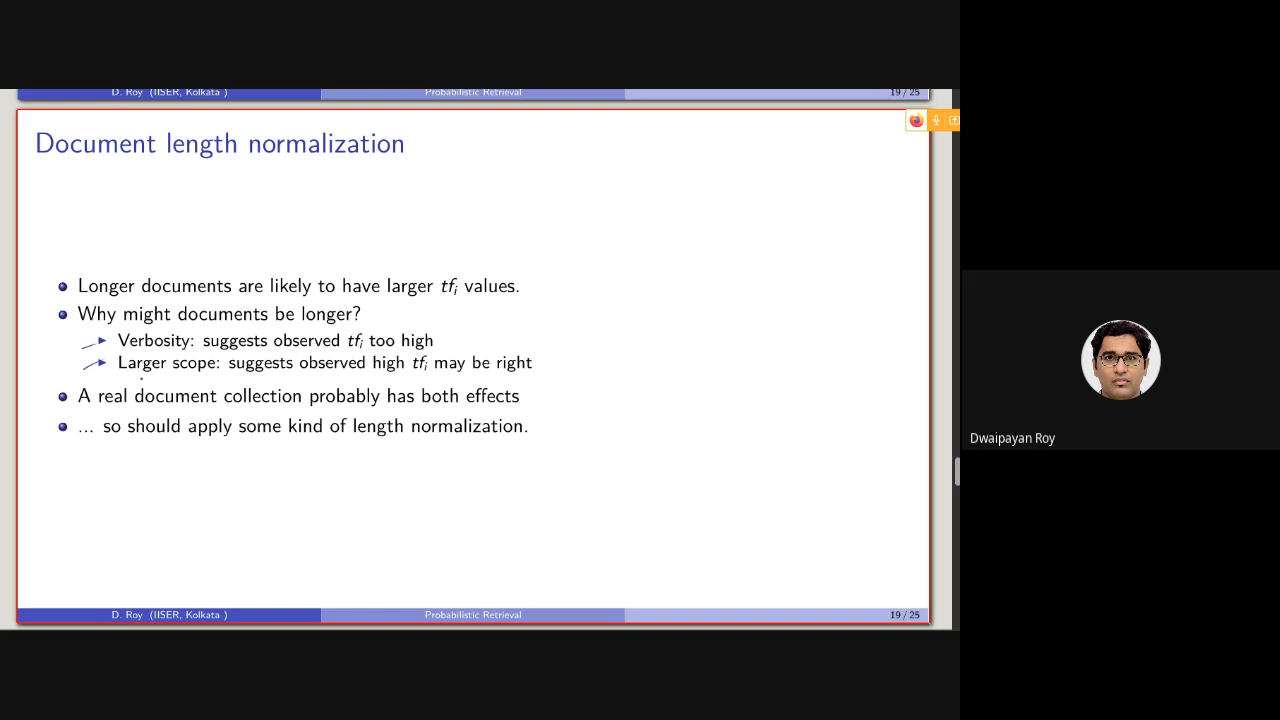 D. Roy (IISER, Kolkata )
Probabilistic Retrieval
19 / 25
Document length normalization
Longer documents are likely to have larger tfi values.
Why might documents be longer?
Verbosity: suggests observed tfi too high
Larger scope: suggests observed high tfi may be right
A real document collection probably has both effects
... so should apply some kind of length normalization.
D. Roy (IISER, Kolkata )
Probabilistic Retrieval
19 / 25
Dwaipayan Roy